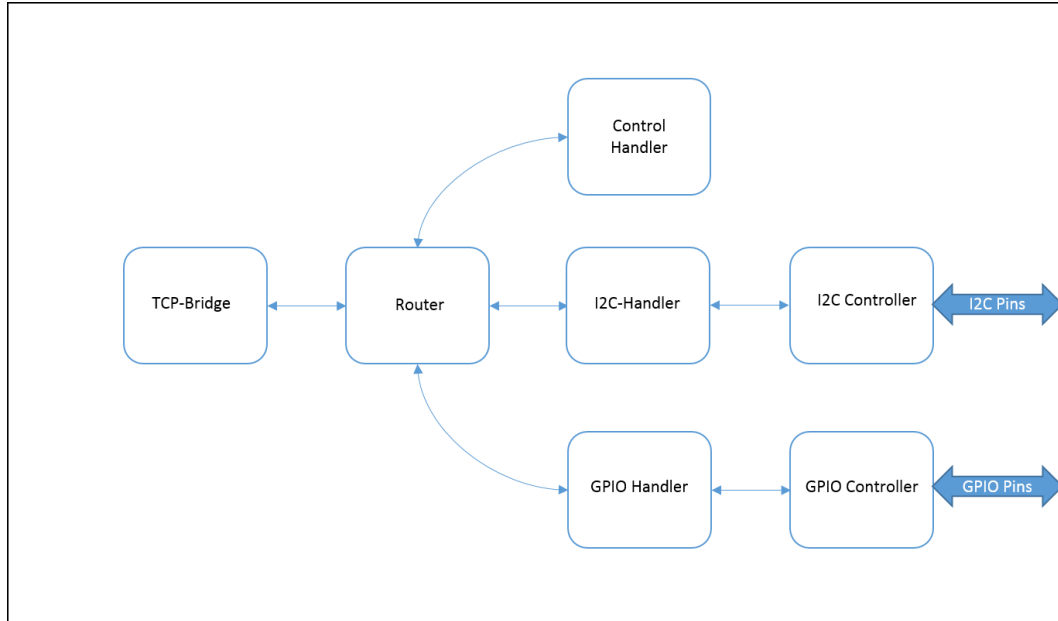 Control
Handler
TCP-Bridge
Router
I2C-Handler
I2C Controller
I2C Pins
GPIO Handler
GPIO Controller
GPIO Pins